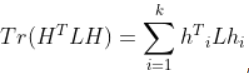 Tr(H^T LH) = \sum_{i=1}^{k} h^T{}_i Lh_i